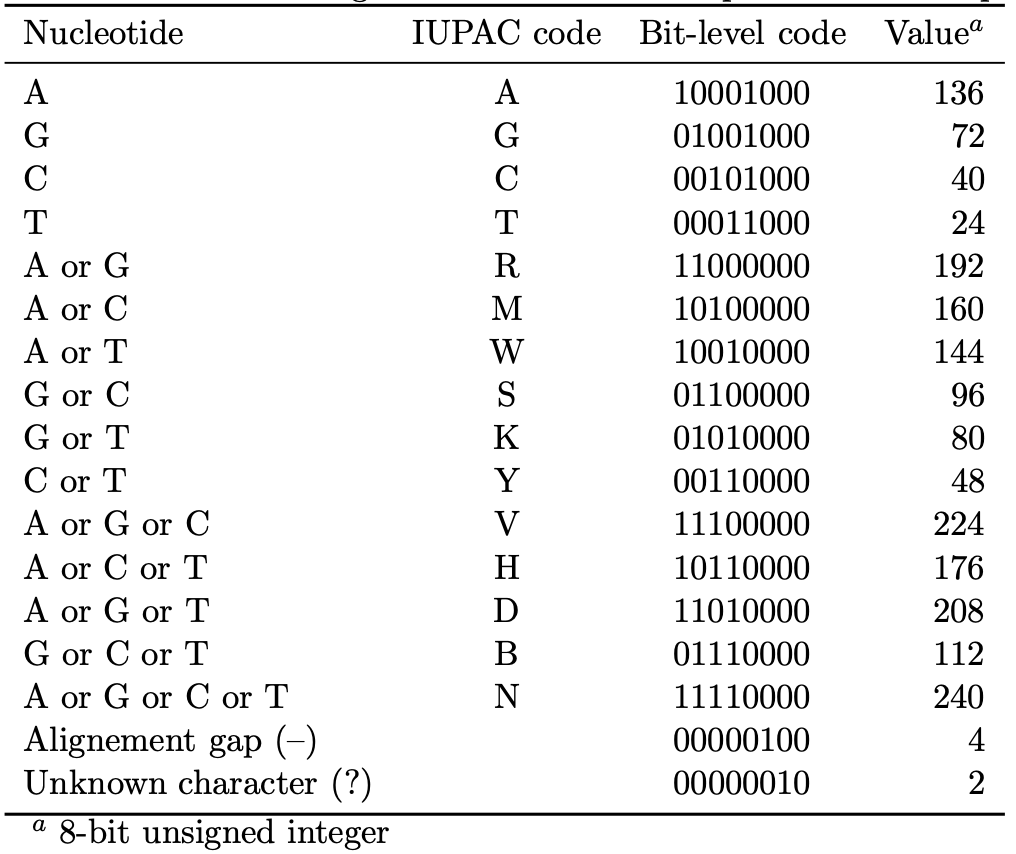 Nucleotide IUPAC code Bit-level code Valueᵃ
A A 10001000 136
G G 01001000 72
C C 00101000 40
T T 00011000 24
A or G R 11000000 192
A or C M 10100000 160
A or T W 10010000 144
G or C S 01100000 96
G or T K 01010000 80
C or T Y 00110000 48
A or G or C V 11100000 224
A or C or T H 10110000 176
A or G or T D 11010000 208
G or C or T B 01110000 112
A or G or C or T N 11110000 240
Alignement gap (–) 00000100 4
Unknown character (?) 00000010 2
ᵃ 8-bit unsigned integer